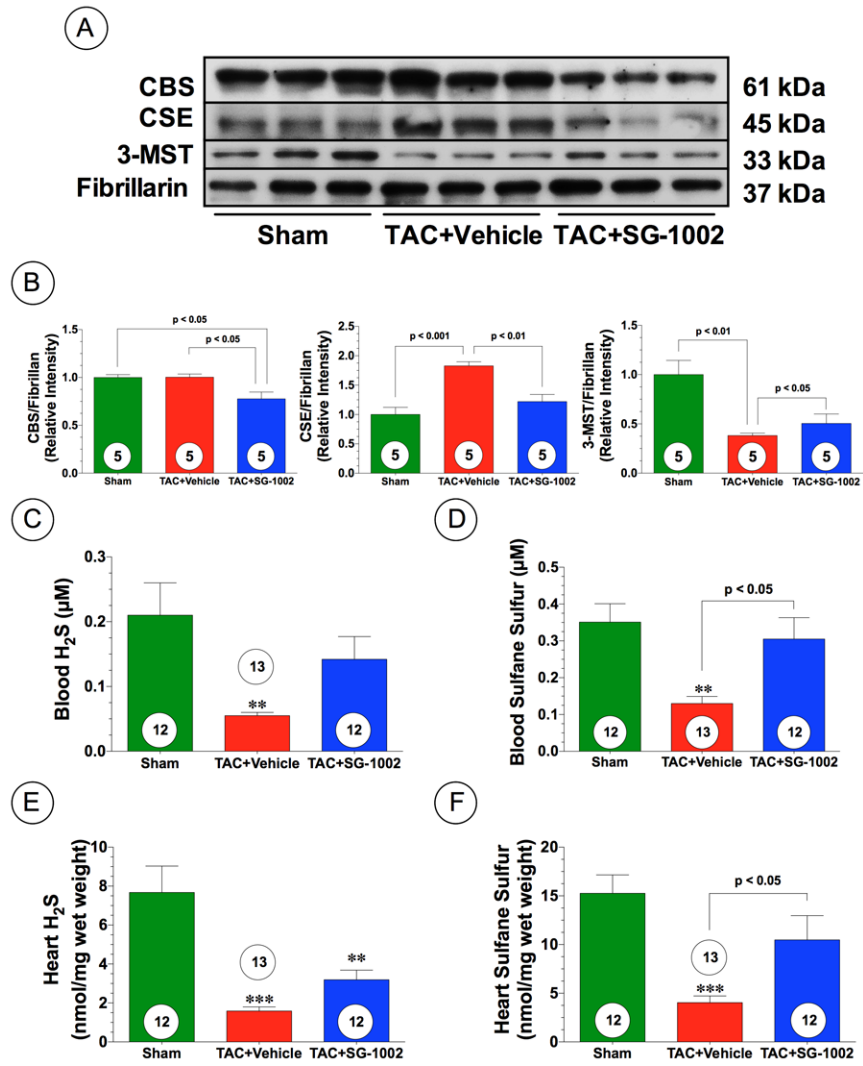 A
CBS 61 kDa
CSE 45 kDa
3-MST 33 kDa
Fibrillarin 37 kDa
Sham TAC+Vehicle TAC+SG-1002
B
CBS/Fibrillan
(Relative Intensity)
1.5
1.0
0.5
0.0
p < 0.05
p < 0.05
5 5 5
Sham TAC+Vehicle TAC+SG-1002
CSE/Fibrillan
(Relative Intensity)
2.5
2.0
1.5
1.0
0.5
0.0
p < 0.001 p < 0.01
5 5 5
Sham TAC+Vehicle TAC+SG-1002
3-MST/Fibrillan
(Relative Intensity)
1.5
1.0
0.5
0.0
p < 0.01
p < 0.05
5 5 5
Sham TAC+Vehicle TAC+SG-1002
C
Blood H₂S (µM)
0.3
0.2
0.1
0.0
13
**
12 12
Sham TAC+Vehicle TAC+SG-1002
D
Blood Sulfane Sulfur (µM)
0.5
0.4
0.3
0.2
0.1
0.0
p < 0.05
**
12 13 12
Sham TAC+Vehicle TAC+SG-1002
E
Heart H₂S
(nmol/mg wet weight)
10
8
6
4
2
0
13
*** **
12 12
Sham TAC+Vehicle TAC+SG-1002
F
Heart Sulfane Sulfur
(nmol/mg wet weight)
20
15
10
5
0
p < 0.05
13
***
12 12
Sham TAC+Vehicle TAC+SG-1002